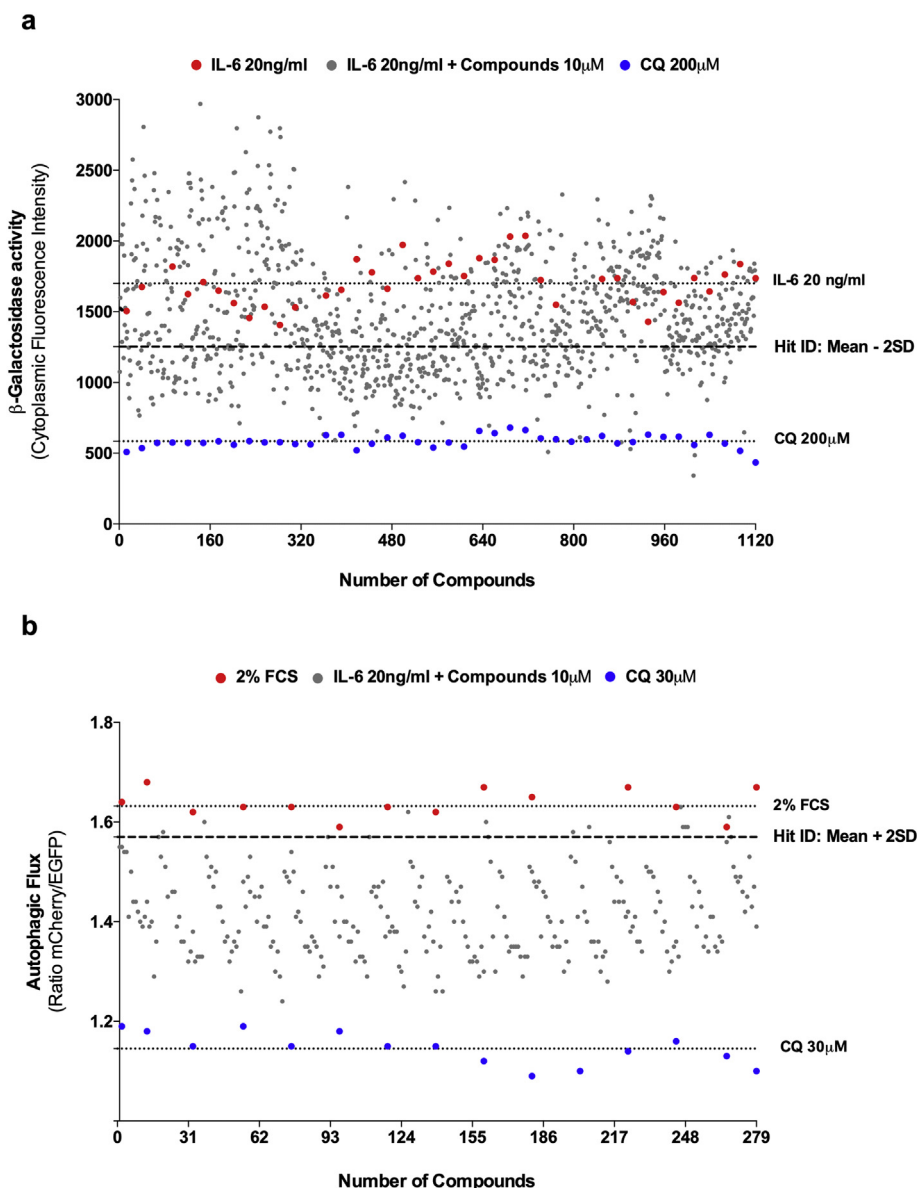 a
IL-6 20ng/ml IL-6 20ng/ml + Compounds 10μM CQ 200μM
3000
2500
2000
1500
1000
500
0
β-Galactosidase activity
(Cytoplasmic Fluorescence Intensity)
IL-6 20 ng/ml
Hit ID: Mean - 2SD
CQ 200μM
0 160 320 480 640 800 960 1120
Number of Compounds
b
2% FCS IL-6 20ng/ml + Compounds 10μM CQ 30μM
1.8
1.6
1.4
1.2
Autophagic Flux
(Ratio mCherry/EGFP)
2% FCS
Hit ID: Mean + 2SD
CQ 30μM
0 31 62 93 124 155 186 217 248 279
Number of Compounds